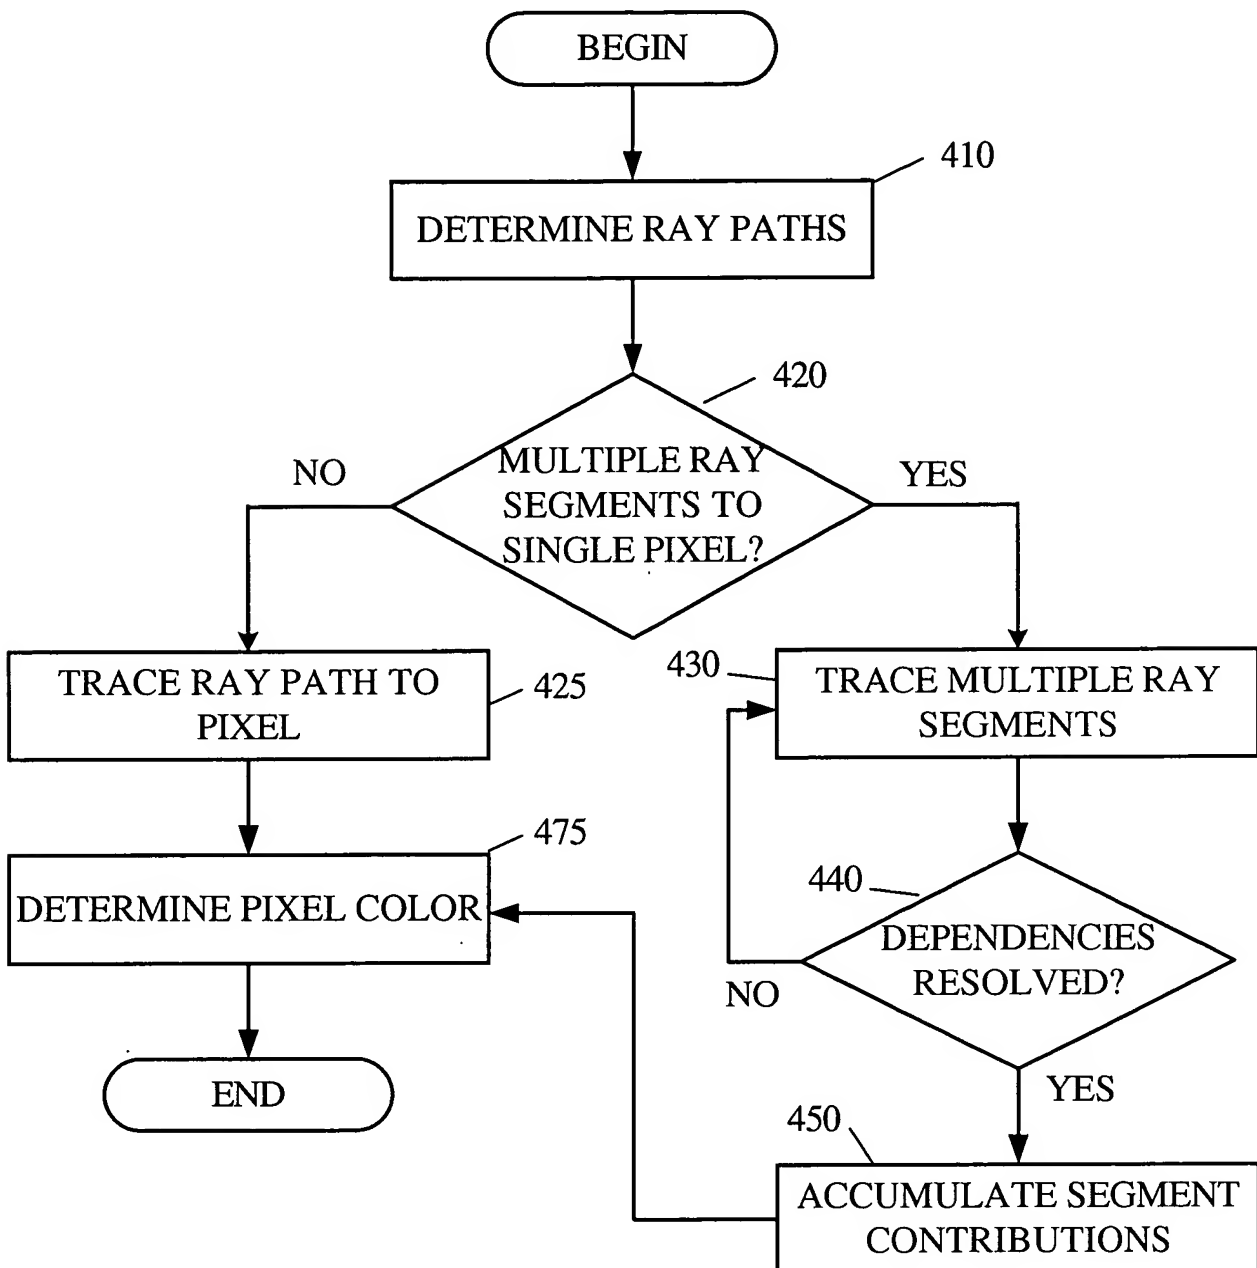 BEGIN
410
DETERMINE RAY PATHS
420
MULTIPLE RAY
SEGMENTS TO
SINGLE PIXEL?
NO
YES
TRACE RAY PATH TO
PIXEL
425
430
TRACE MULTIPLE RAY
SEGMENTS
475
DETERMINE PIXEL COLOR
440
DEPENDENCIES
RESOLVED?
NO
YES
END
450
ACCUMULATE SEGMENT
CONTRIBUTIONS